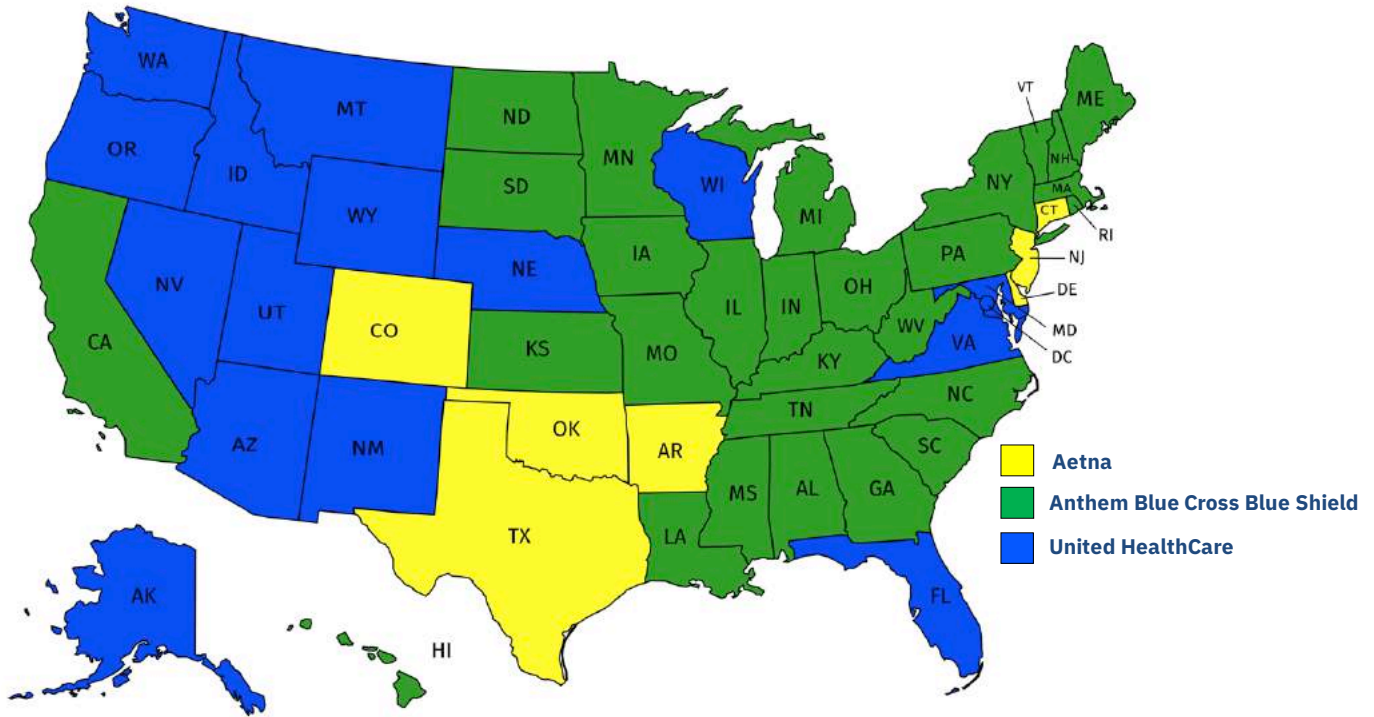 WA
MT
ND
MN
VT
ME
OR
ID
SD
WI
NH
NY
MA
WY
MI
CT
RI
IA
PA
NJ
NE
NV
OH
DE
UT
IL
IN
CO
WV
MD
CA
KS
MO
VA
DC
KY
NC
TN
OK
AZ
NM
AR
SC
Aetna
MS
AL
GA
Anthem Blue Cross Blue Shield
TX
LA
United HealthCare
AK
FL
HI